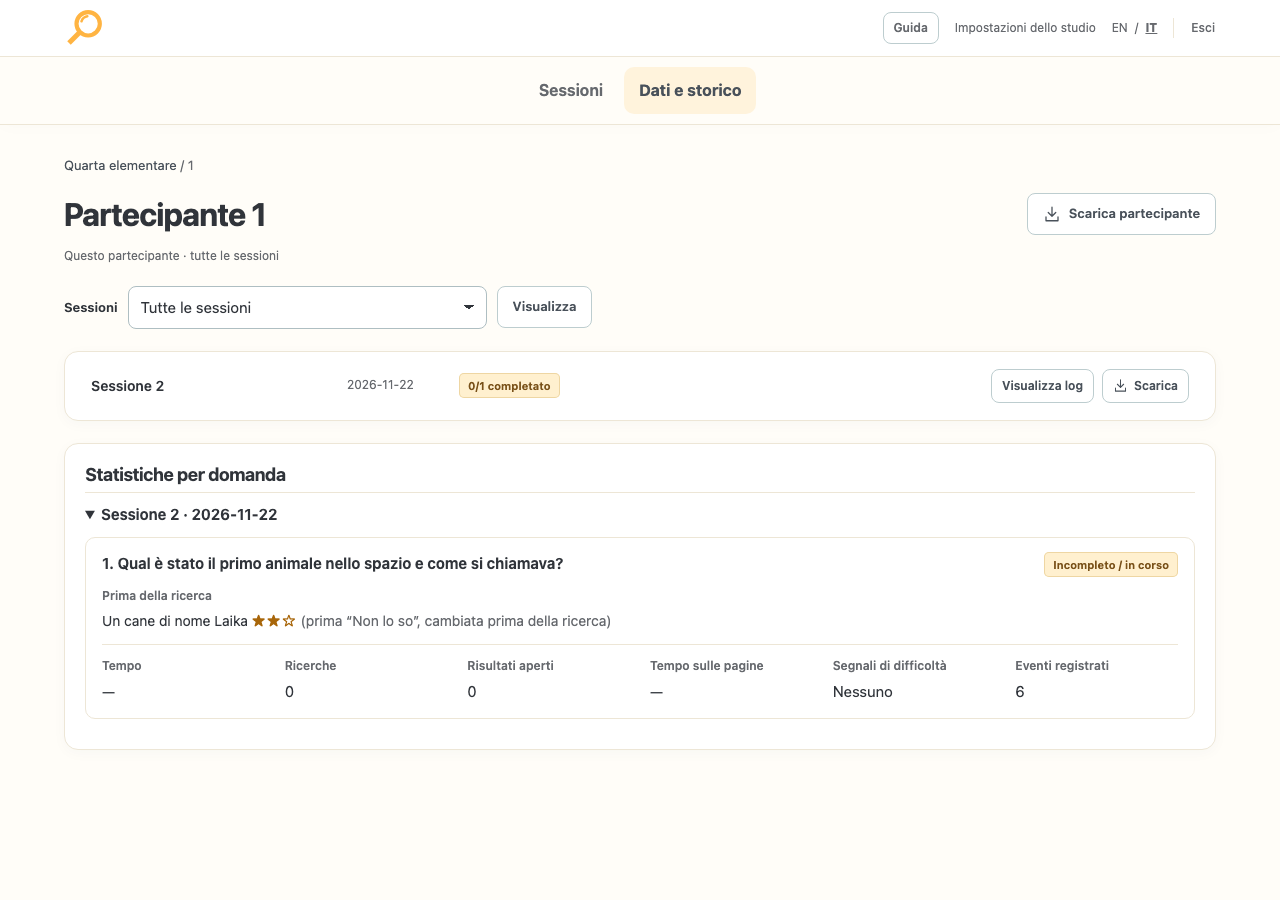 Guida
Impostazioni dello studio
EN / IT
Esci
Sessioni
Dati e storico
Quarta elementare / 1
Partecipante 1
Scarica partecipante
Questo partecipante · tutte le sessioni
Sessioni
Tutte le sessioni
Visualizza
Sessione 2
2026-11-22
0/1 completato
Visualizza log
Scarica
Statistiche per domanda
Sessione 2 · 2026-11-22
1. Qual è stato il primo animale nello spazio e come si chiamava?
Incompleto / in corso
Prima della ricerca
Un cane di nome Laika ★★☆ (prima “Non lo so”, cambiata prima della ricerca)
Tempo
Ricerche
Risultati aperti
Tempo sulle pagine
Segnali di difficoltà
Eventi registrati
—
0
0
—
Nessuno
6